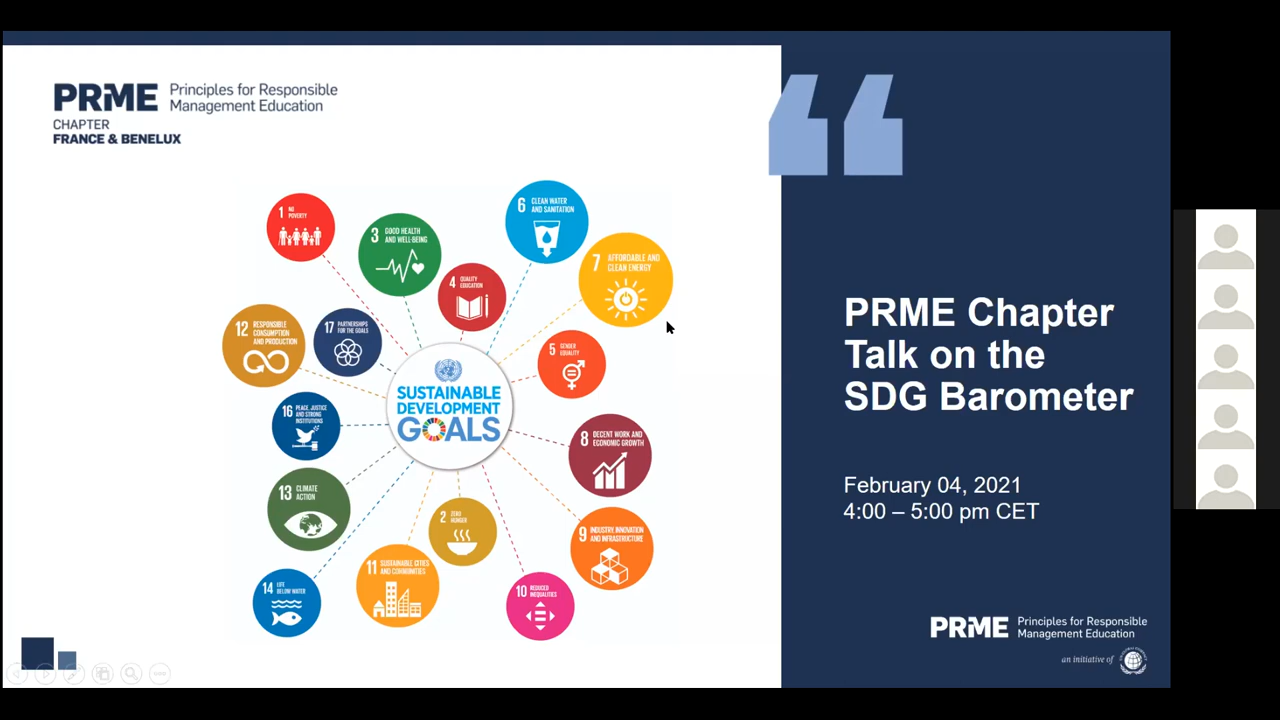 PRME Principles for Responsible
Management Education
CHAPTER
FRANCE & BENELUX
1 NO
POVERTY
3 GOOD HEALTH
AND WELL-BEING
4 QUALITY
EDUCATION
6 CLEAN WATER
AND SANITATION
7 AFFORDABLE AND
CLEAN ENERGY
12 RESPONSIBLE
CONSUMPTION
AND PRODUCTION
17 PARTNERSHIPS
FOR THE GOALS
5 GENDER
EQUALITY
SUSTAINABLE
DEVELOPMENT
GOALS
16 PEACE, JUSTICE
AND STRONG
INSTITUTIONS
8 DECENT WORK AND
ECONOMIC GROWTH
13 CLIMATE
ACTION
2 ZERO
HUNGER
9 INDUSTRY, INNOVATION
AND INFRASTRUCTURE
11 SUSTAINABLE CITIES
AND COMMUNITIES
14 LIFE
BELOW WATER
10 REDUCED
INEQUALITIES
“
PRME Chapter
Talk on the
SDG Barometer
February 04, 2021
4:00 – 5:00 pm CET
PRME Principles for Responsible
Management Education
an initiative of